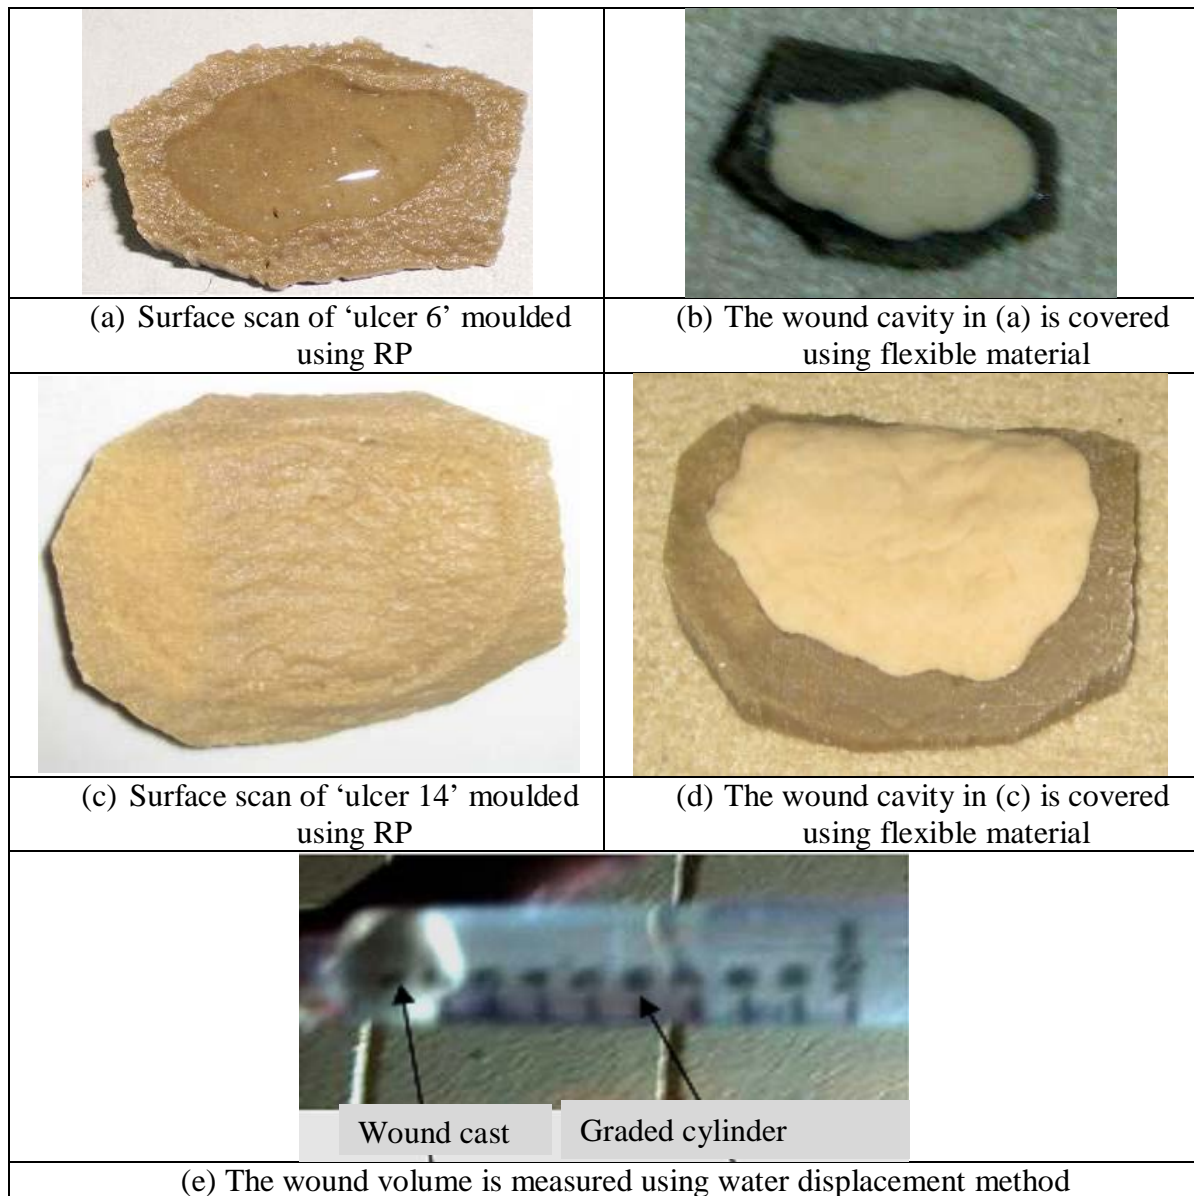 (a) Surface scan of ‘ulcer 6’ moulded
using RP
(b) The wound cavity in (a) is covered
using flexible material
(c) Surface scan of ‘ulcer 14’ moulded
using RP
(d) The wound cavity in (c) is covered
using flexible material
Wound cast
Graded cylinder
(e) The wound volume is measured using water displacement method